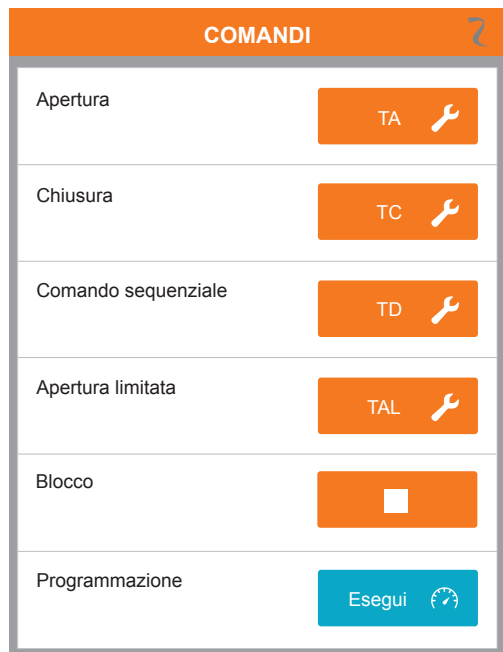 COMANDI
Apertura
TA
Chiusura
TC
Comando sequenziale
TD
Apertura limitata
TAL
Blocco
Programmazione
Esegui